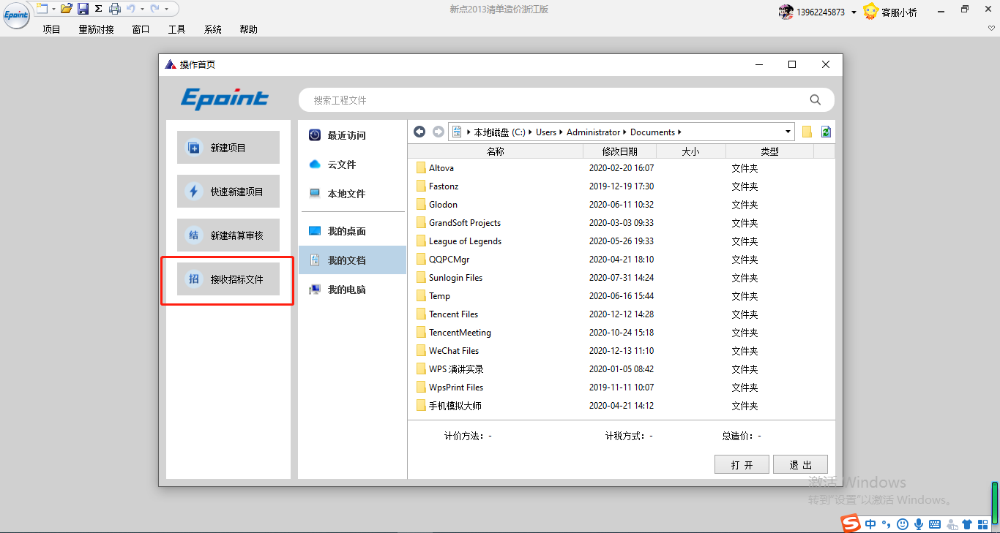 Epoint
Σ
新点2013清单造价浙江版
13962245873
客服小桥
项目 量筋对接 窗口 工具 系统 帮助
操作首页
Epoint
搜索工程文件
新建项目
快速新建项目
结 新建结算审核
招 接收招标文件
最近访问
云文件
本地文件
我的桌面
我的文档
我的电脑
本地磁盘 (C:) Users Administrator Documents
名称 修改日期 大小 类型
Altova 2020-02-20 16:07 文件夹
Fastonz 2019-12-19 17:30 文件夹
Glodon 2020-06-11 10:32 文件夹
GrandSoft Projects 2020-03-03 09:33 文件夹
League of Legends 2020-05-26 19:33 文件夹
QQPCMgr 2020-04-21 18:10 文件夹
Sunlogin Files 2020-07-31 14:24 文件夹
Temp 2020-06-16 15:44 文件夹
Tencent Files 2020-12-12 14:28 文件夹
TencentMeeting 2020-10-24 15:18 文件夹
WeChat Files 2020-12-13 11:10 文件夹
WPS 演讲实录 2020-01-05 08:42 文件夹
WpsPrint Files 2019-11-11 10:07 文件夹
手机模拟大师 2020-04-21 14:12 文件夹
计价方法：- 计税方式：- 总造价：-
打 开 退 出
激活 Windows
转到"设置"以激活 Windows。
S 中